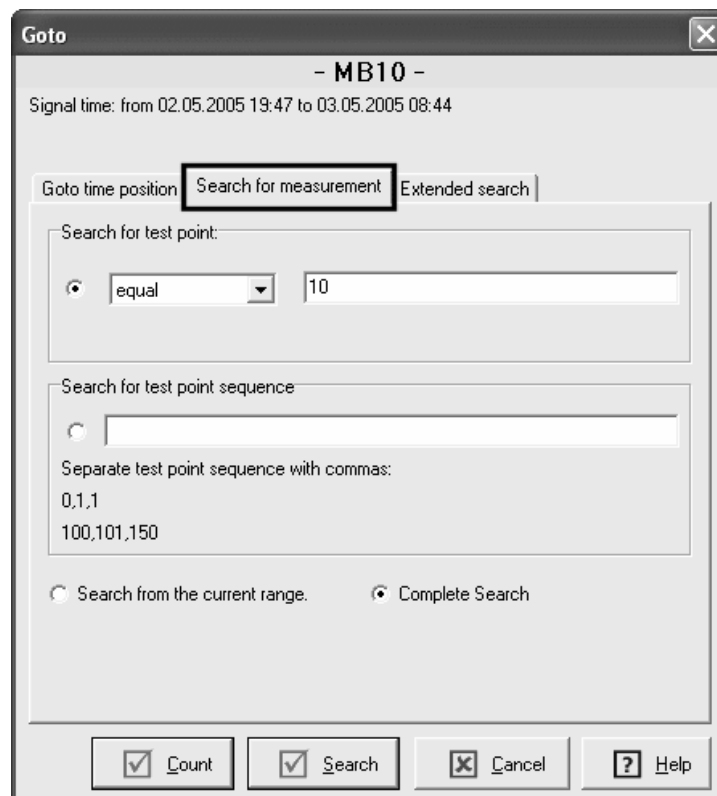 Goto
- MB10 -
Signal time: from 02.05.2005 19:47 to 03.05.2005 08:44
Goto time position Search for measurement Extended search
Search for test point:
equal 10
Search for test point sequence
Separate test point sequence with commas:
0,1,1
100,101,150
Search from the current range. Complete Search
Count Search Cancel Help